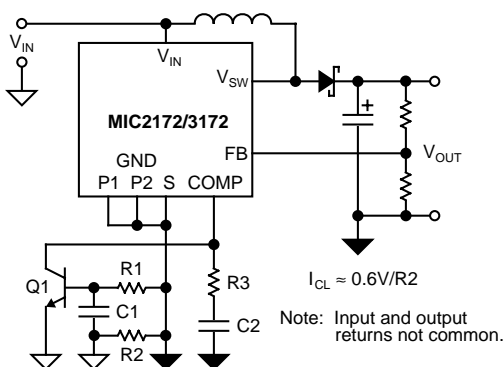 V_IN
V_IN
V_SW
MIC2172/3172
GND
P1 P2 S COMP
FB
V_OUT
Q1
R1
C1
R2
R3
C2
I_CL ≈ 0.6V/R2
Note: Input and output
returns not common.
+